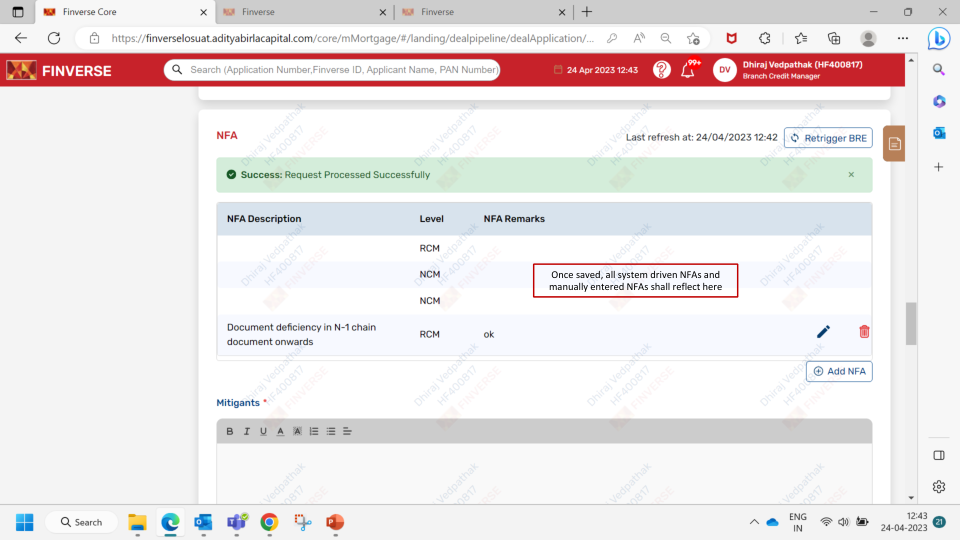 Finverse Core
Finverse
Finverse
https://finverselosuat.adityabirlacapital.com/core/mMortgage/#/landing/dealpipeline/dealApplication/...
FINVERSE
Search (Application Number,Finverse ID, Applicant Name, PAN Number)
24 Apr 2023 12:43
99+
DV
Dhiraj Vedpathak (HF400817)
Branch Credit Manager
NFA
Last refresh at: 24/04/2023 12:42
Retrigger BRE
Success: Request Processed Successfully
NFA Description Level NFA Remarks
RCM
NCM
NCM
Once saved, all system driven NFAs and
manually entered NFAs shall reflect here
Document deficiency in N-1 chain
document onwards
RCM ok
Add NFA
Mitigants *
B I U A A
Dhiraj Vedpathak
HF400817
FINVERSE
Search
ENG
IN
12:43
24-04-2023
21